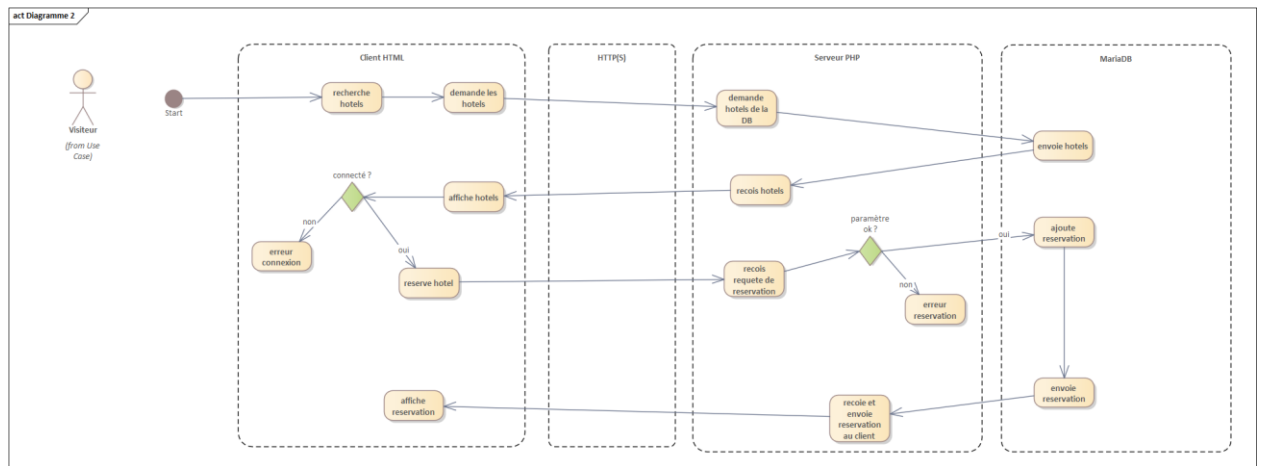 act Diagramme 2
Client HTML
HTTP(S)
Serveur PHP
MariaDB
Visiteur
(from Use
Case)
Start
recherche
hotels
demande les
hotels
demande
hotels de la
DB
envoie hotels
recois hotels
affiche hotels
connecté ?
non
oui
erreur
connexion
reserve hotel
recois
requete de
reservation
paramètre
ok ?
oui
non
erreur
reservation
ajoute
reservation
envoie
reservation
recoie et
envoie
reservation
au client
affiche
reservation